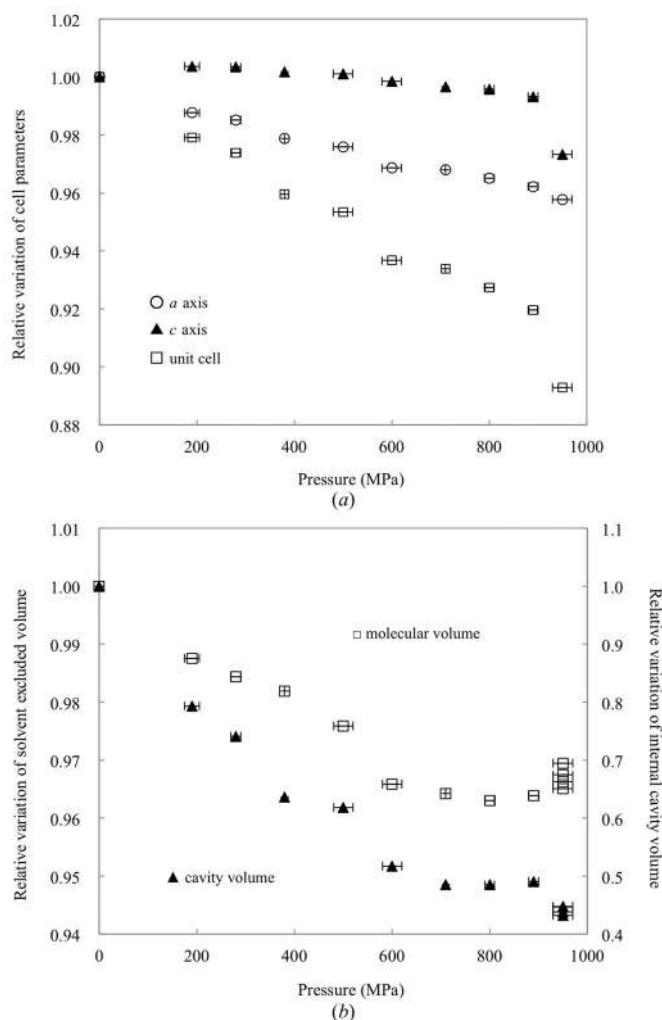 1.02
1.00
0.98
0.96
0.94
0.92
0.90
0.88
Relative variation of cell parameters
a axis
c axis
unit cell
0
200
400
600
800
1000
Pressure (MPa)
(a)
1.01
1.00
0.99
0.98
0.97
0.96
0.95
0.94
Relative variation of solvent excluded volume
molecular volume
cavity volume
1.1
1.0
0.9
0.8
0.7
0.6
0.5
0.4
Relative variation of internal cavity
volume
0
200
400
600
800
1000
Pressure (MPa)
(b)